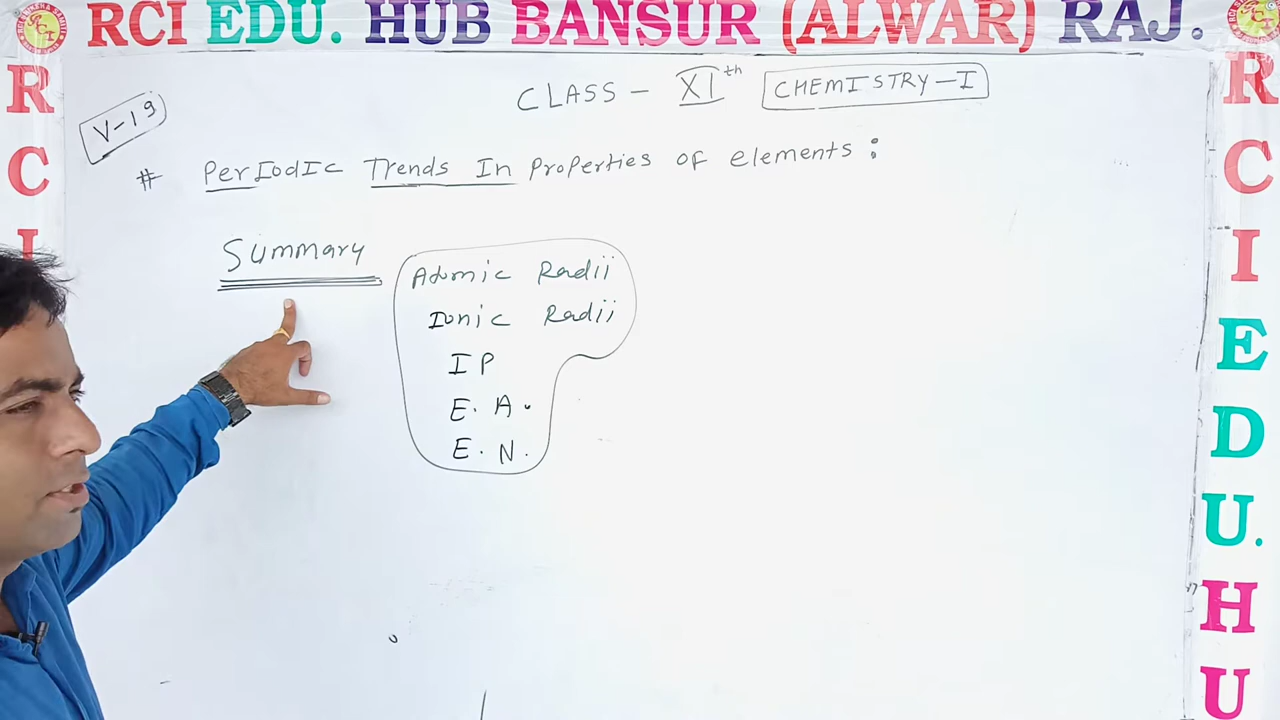 RCI EDU. HUB BANSUR (ALWAR) RAJ.
CLASS - XIth CHEMISTRY-I
V-19
# PerIodIc Trends In Properties of elements :
Summary
Atomic Radii
Ionic Radii
IP
E. A.
E. N.
R
C
I
R
C
I
E
D
U.
H
U